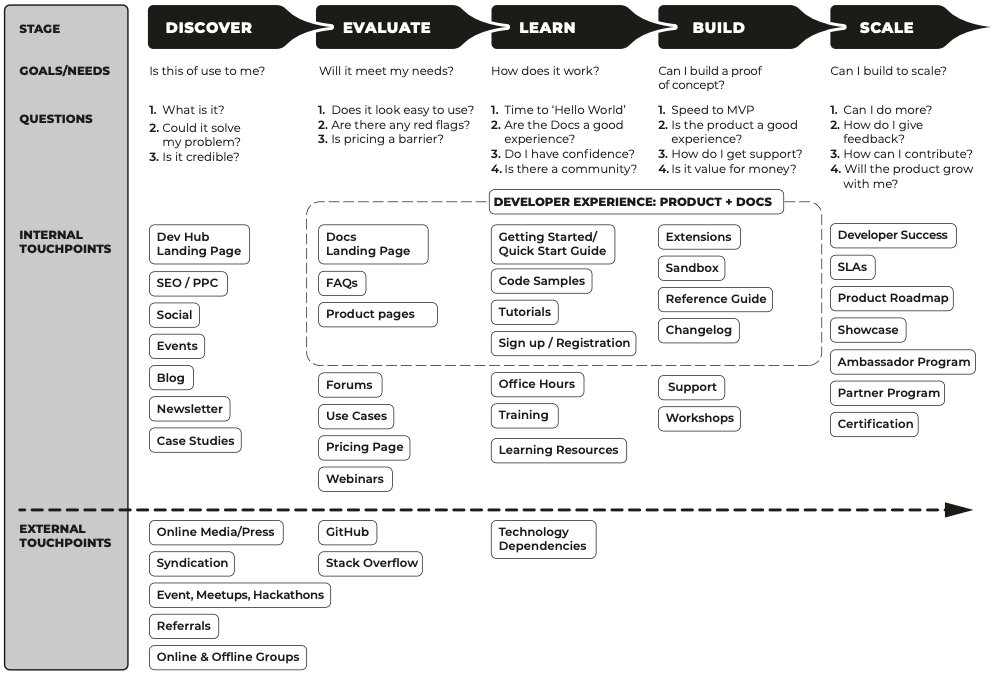 STAGE
DISCOVER
EVALUATE
LEARN
BUILD
SCALE
GOALS/NEEDS
Is this of use to me?
Will it meet my needs?
How does it work?
Can I build a proof
of concept?
Can I build to scale?
QUESTIONS
1. What is it?
2. Could it solve
my problem?
3. Is it credible?
1. Does it look easy to use?
2. Are there any red flags?
3. Is pricing a barrier?
1. Time to ‘Hello World’
2. Are the Docs a good
experience?
3. Do I have confidence?
4. Is there a community?
1. Speed to MVP
2. Is the product a good
experience?
3. How do I get support?
4. Is it value for money?
1. Can I do more?
2. How do I give
feedback?
3. How can I contribute?
4. Will the product grow
with me?
DEVELOPER EXPERIENCE: PRODUCT + DOCS
INTERNAL
TOUCHPOINTS
Dev Hub
Landing Page
SEO / PPC
Social
Events
Blog
Newsletter
Case Studies
Docs
Landing Page
FAQs
Product pages
Forums
Use Cases
Pricing Page
Webinars
Getting Started/
Quick Start Guide
Code Samples
Tutorials
Sign up / Registration
Office Hours
Training
Learning Resources
Extensions
Sandbox
Reference Guide
Changelog
Support
Workshops
Developer Success
SLAs
Product Roadmap
Showcase
Ambassador Program
Partner Program
Certification
EXTERNAL
TOUCHPOINTS
Online Media/Press
Syndication
Event, Meetups, Hackathons
Referrals
Online & Offline Groups
GitHub
Stack Overflow
Technology
Dependencies